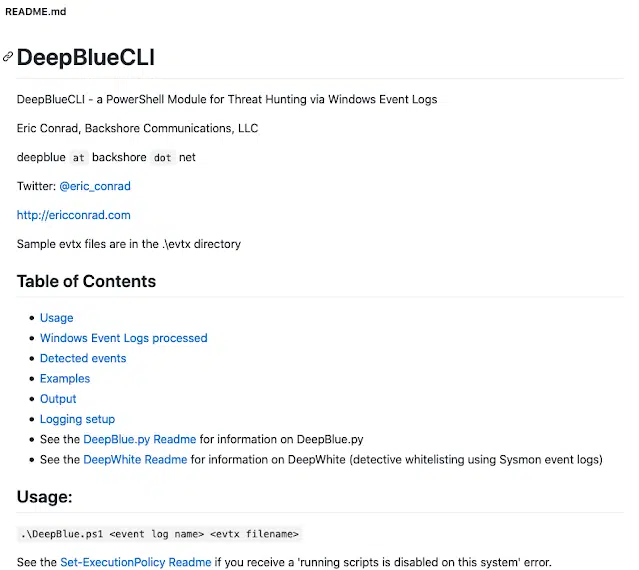 README.md
DeepBlueCLI
DeepBlueCLI - a PowerShell Module for Threat Hunting via Windows Event Logs
Eric Conrad, Backshore Communications, LLC
deepblue at backshore dot net
Twitter: @eric_conrad
http://ericconrad.com
Sample evtx files are in the .\evtx directory
Table of Contents
• Usage
• Windows Event Logs processed
• Detected events
• Examples
• Output
• Logging setup
• See the DeepBlue.py Readme for information on DeepBlue.py
• See the DeepWhite Readme for information on DeepWhite (detective whitelisting using Sysmon event logs)
Usage:
.\DeepBlue.ps1 <event log name> <evtx filename>
See the Set-ExecutionPolicy Readme if you receive a 'running scripts is disabled on this system' error.